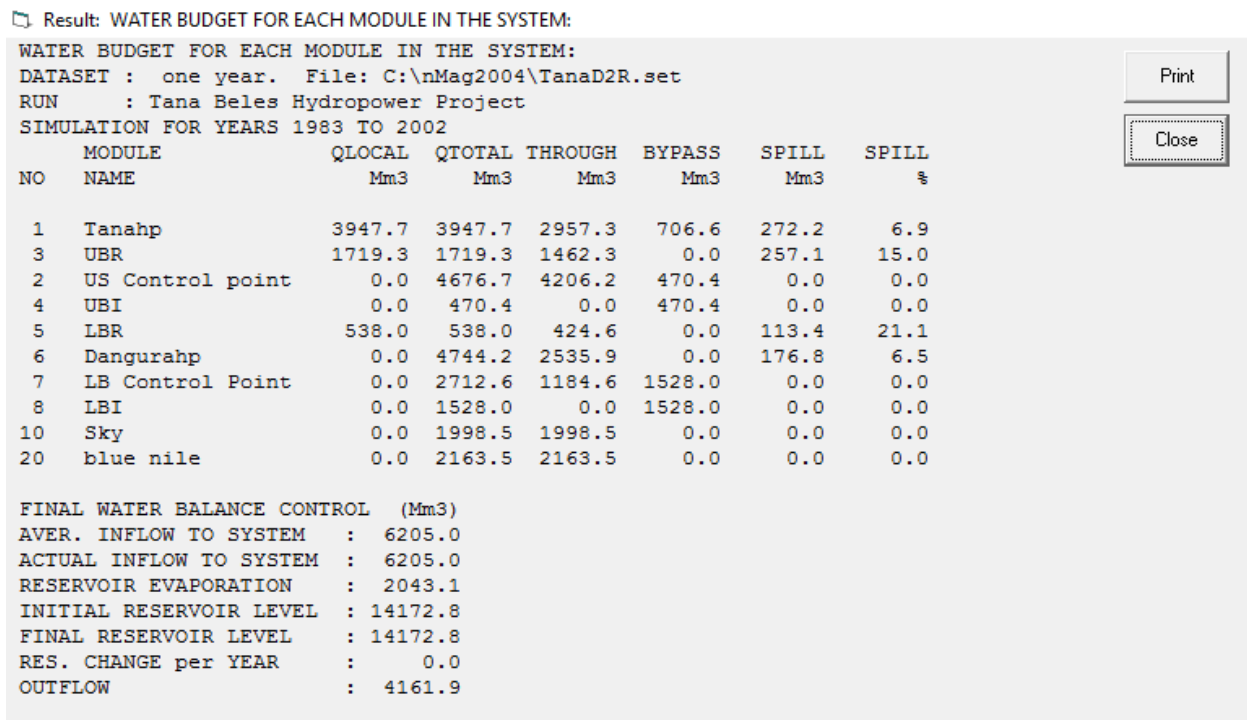 Result: WATER BUDGET FOR EACH MODULE IN THE SYSTEM:
WATER BUDGET FOR EACH MODULE IN THE SYSTEM:
DATASET : one year. File: C:\nMag2004\TanaD2R.set
RUN : Tana Beles Hydropower Project
SIMULATION FOR YEARS 1983 TO 2002
MODULE QLOCAL QTOTAL THROUGH BYPASS SPILL SPILL
NO NAME Mm3 Mm3 Mm3 Mm3 Mm3 %
1 Tanahp 3947.7 3947.7 2957.3 706.6 272.2 6.9
3 UBR 1719.3 1719.3 1462.3 0.0 257.1 15.0
2 US Control point 0.0 4676.7 4206.2 470.4 0.0 0.0
4 UBI 0.0 470.4 0.0 470.4 0.0 0.0
5 LBR 538.0 538.0 424.6 0.0 113.4 21.1
6 Dangurahp 0.0 4744.2 2535.9 0.0 176.8 6.5
7 LB Control Point 0.0 2712.6 1184.6 1528.0 0.0 0.0
8 LBI 0.0 1528.0 0.0 1528.0 0.0 0.0
10 Sky 0.0 1998.5 1998.5 0.0 0.0 0.0
20 blue nile 0.0 2163.5 2163.5 0.0 0.0 0.0
FINAL WATER BALANCE CONTROL (Mm3)
AVER. INFLOW TO SYSTEM : 6205.0
ACTUAL INFLOW TO SYSTEM : 6205.0
RESERVOIR EVAPORATION : 2043.1
INITIAL RESERVOIR LEVEL : 14172.8
FINAL RESERVOIR LEVEL : 14172.8
RES. CHANGE per YEAR : 0.0
OUTFLOW : 4161.9
Print
Close